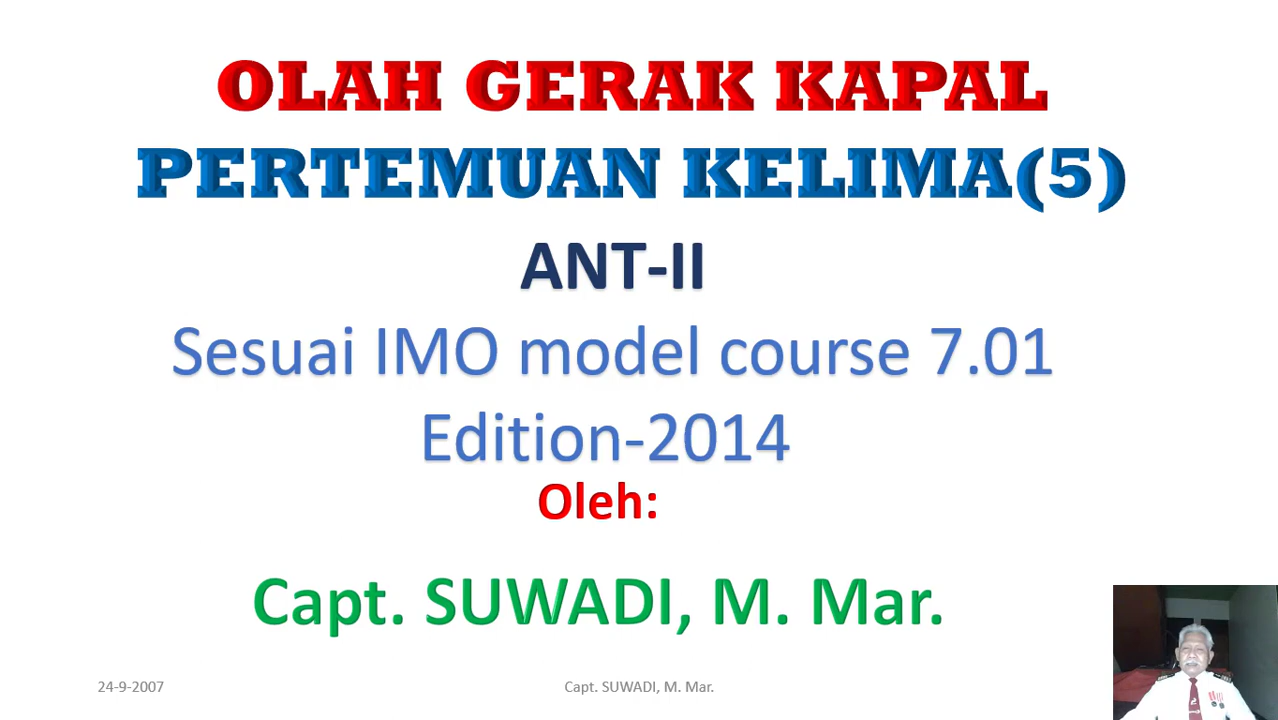 OLAH GERAK KAPAL
PERTEMUAN KELIMA(5)
ANT-II
Sesuai IMO model course 7.01
Edition-2014
Oleh:
Capt. SUWADI, M. Mar.
24-9-2007
Capt. SUWADI, M. Mar.